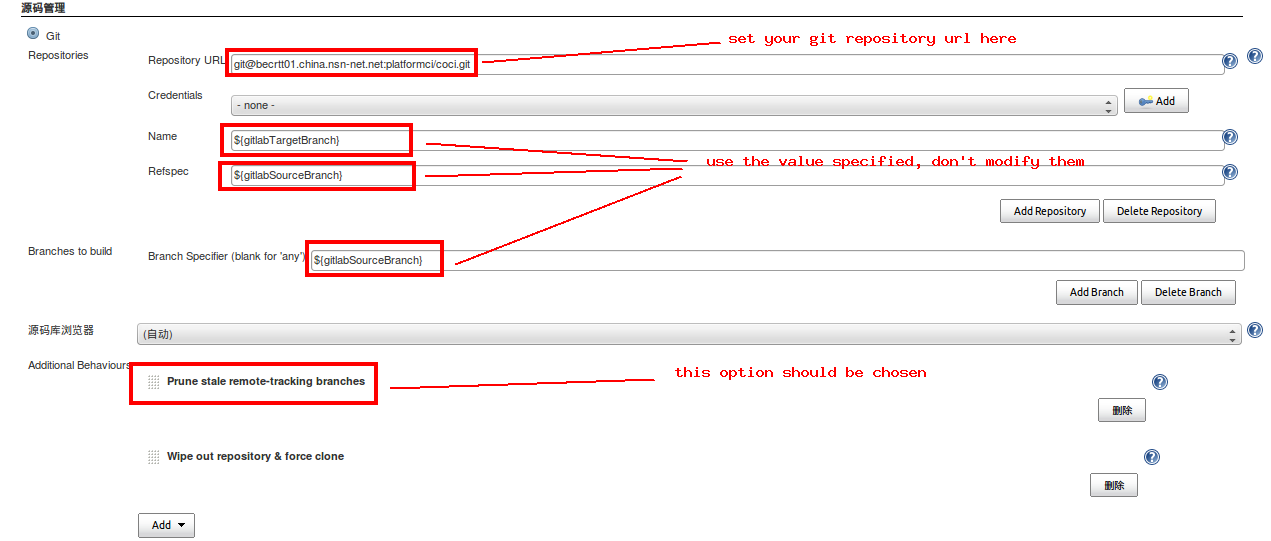 源码管理
set your git repository url here
Git
Repositories
Repository URL git@becrtt01.china.nsn-net.net:platformci/coci.git
Credentials - none - Add
Name ${gitlabTargetBranch}
use the value specified, don't modify them
Refspec ${gitlabSourceBranch}
Add Repository Delete Repository
Branches to build Branch Specifier (blank for 'any') ${gitlabSourceBranch}
Add Branch Delete Branch
源码库浏览器 (自动)
Additional Behaviours
this option should be chosen
Prune stale remote-tracking branches
删除
Wipe out repository & force clone
删除
Add